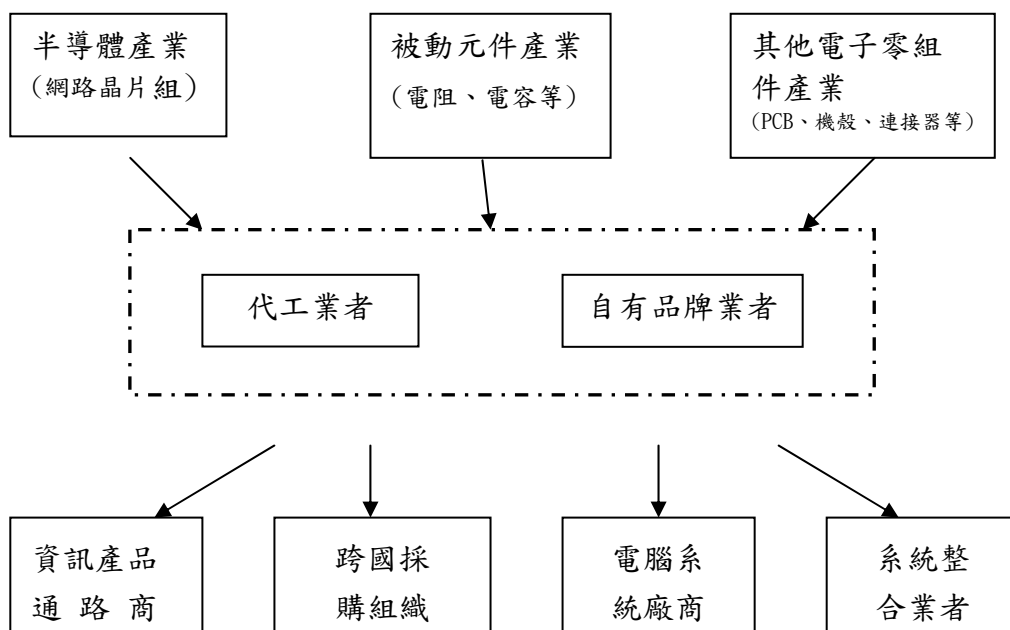 半導體產業
(網路晶片組)
被動元件產業
(電阻、電容等)
其他電子零組
件產業
(PCB、機殼、連接器等)
代工業者
自有品牌業者
資訊產品
通路商
跨國採
購組織
電腦系
統廠商
系統整
合業者